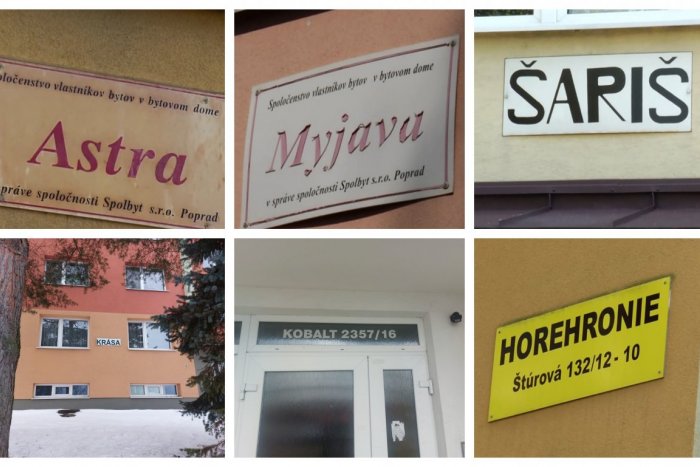 poločenstvo vlastníkov bytov v bytovom dome
Astra
správe spoločnosti Spolbyt s.r.o. Poprad
Spoločenstvo vlastníkov bytov v bytovom dome
Myjava
v správe spoločnosti Spolbyt s.r.o. Poprad
ŠARIŠ
KRÁSA
KOBALT 2357/16
HOREHRONIE
Štúrová 132/12 - 10